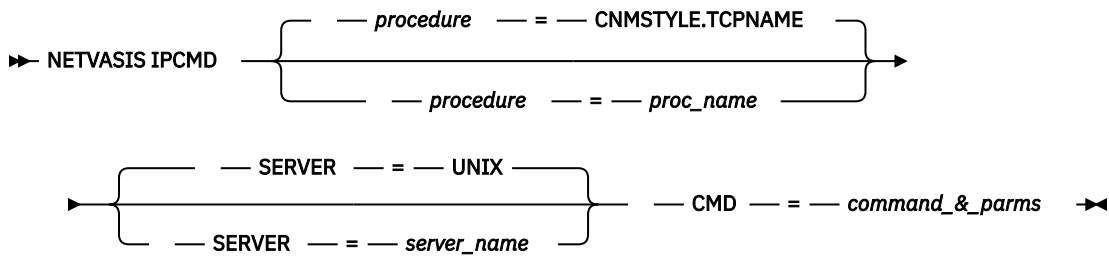 procedure = CNMSTYLE.TCPNAME
NETVASIS IPCMD
procedure = proc_name
SERVER = UNIX
CMD = command_&_parms
SERVER = server_name